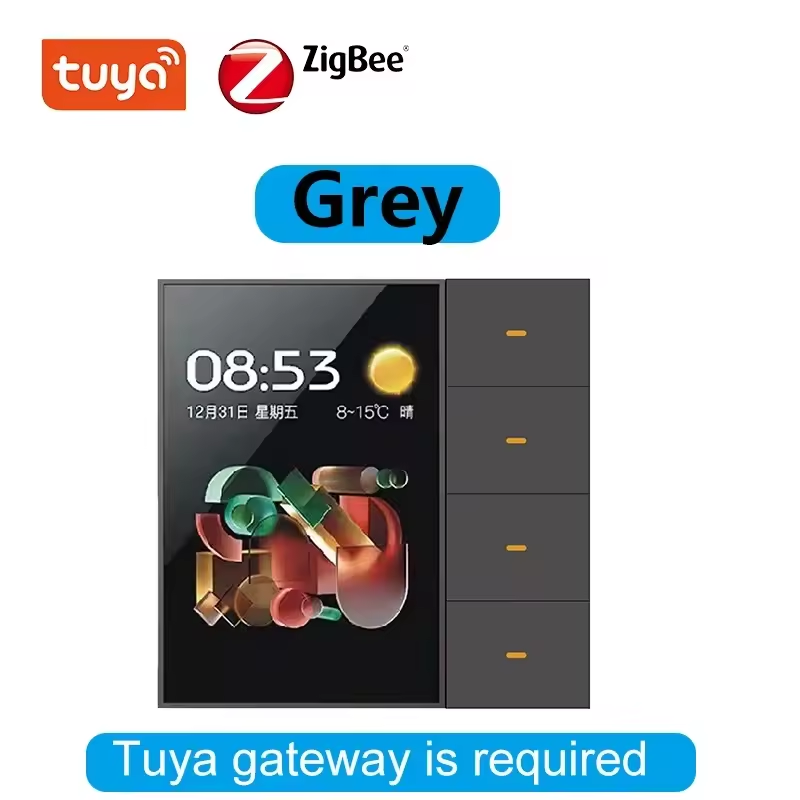 tuya
ZigBee®
Grey
08:53
12月31日 星期五 8~15℃ 晴
Tuya gateway is required